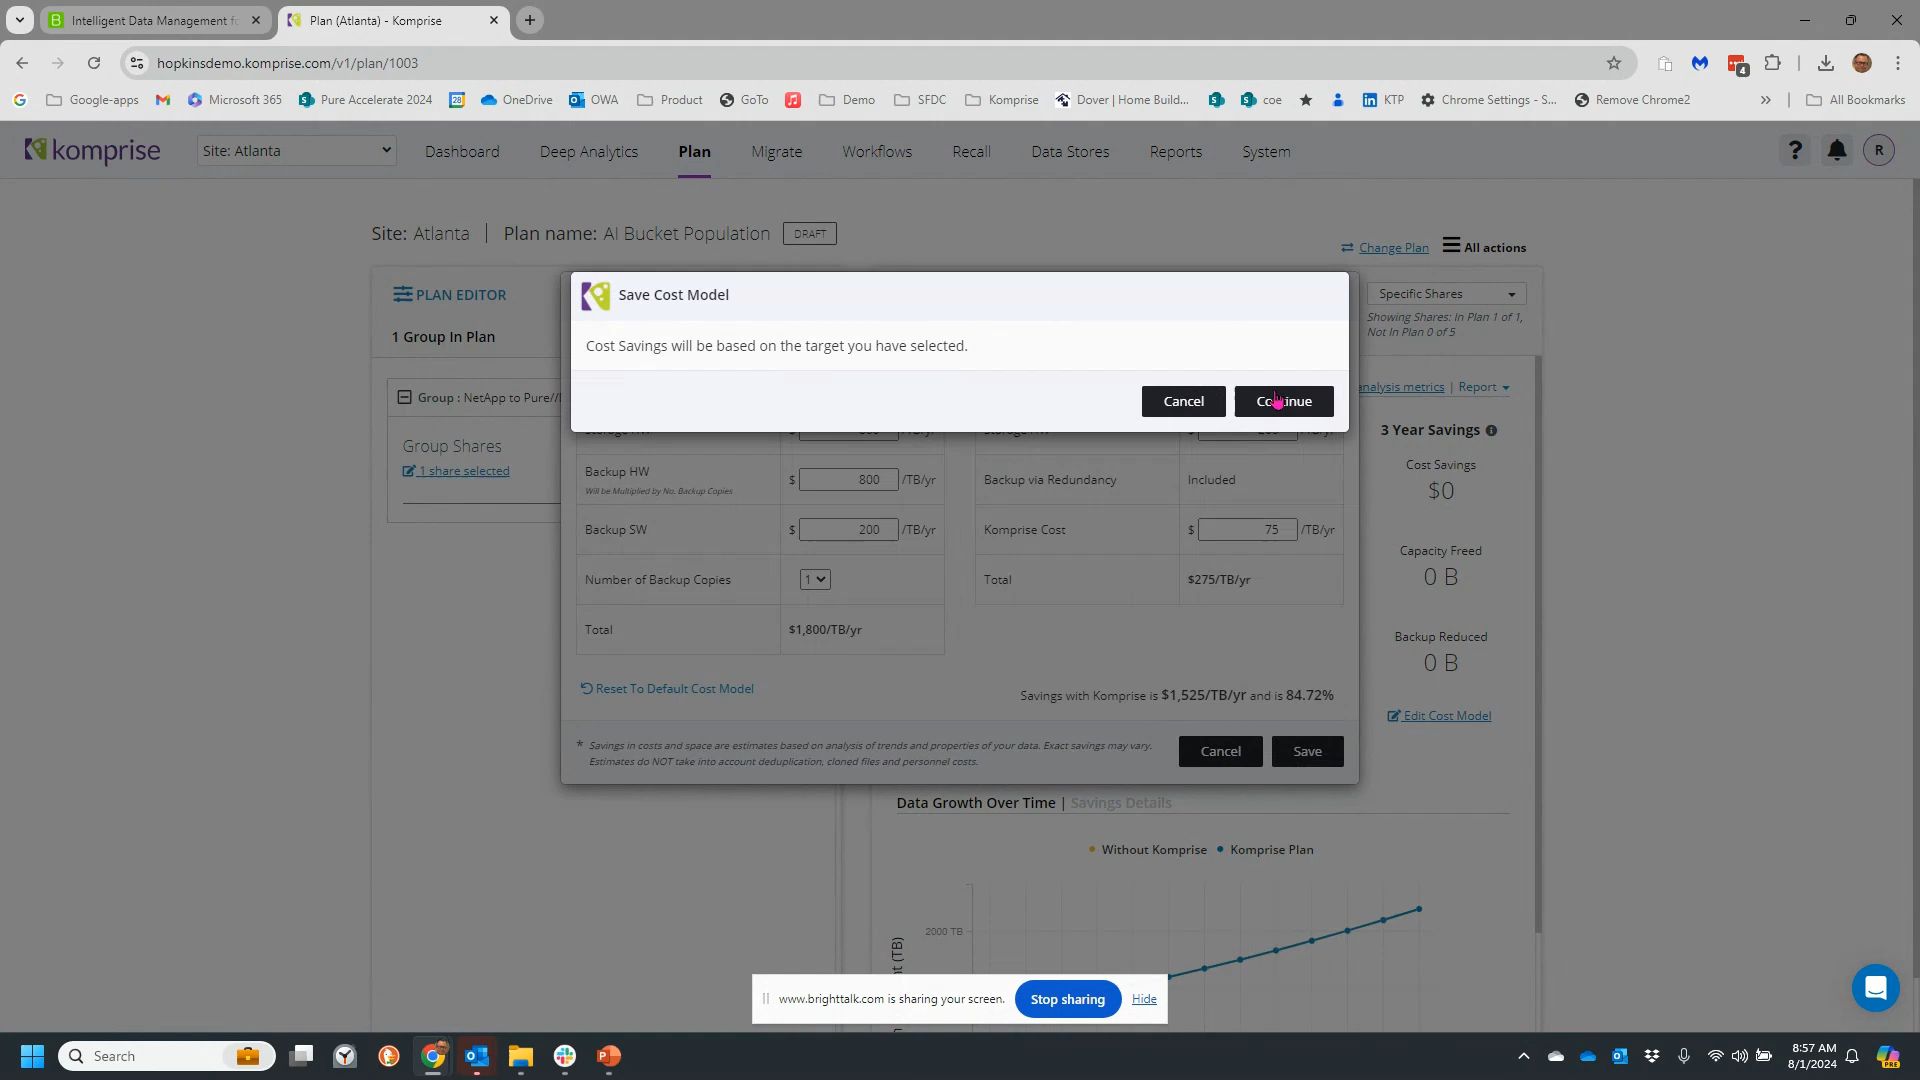 Intelligent Data Management fo
Plan (Atlanta) - Komprise
hopkinsdemo.komprise.com/v1/plan/1003
4
Google-apps
Microsoft 365
Pure Accelerate 2024
28
OneDrive
OWA
Product
GoTo
Demo
SFDC
Komprise
Dover | Home Build...
coe
KTP
Chrome Settings - S...
Remove Chrome2
All Bookmarks
komprise
Site: Atlanta
Dashboard
Deep Analytics
Plan
Migrate
Workflows
Recall
Data Stores
Reports
System
?
R
Site: Atlanta | Plan name: AI Bucket Population DRAFT
Change Plan
All actions
PLAN EDITOR
1 Group In Plan
Group : NetApp to Pure//
Group Shares
1 share selected
Save Cost Model
Cost Savings will be based on the target you have selected.
Cancel
Continue
Specific Shares
Showing Shares: In Plan 1 of 1,
Not In Plan 0 of 5
analysis metrics | Report
3 Year Savings
Cost Savings
$0
Capacity Freed
0 B
Backup Reduced
0 B
Edit Cost Model
Backup HW
Will be Multiplied by No. Backup Copies
$ 800 /TB/yr
Backup SW
$ 200 /TB/yr
Number of Backup Copies
1
Total
$1,800/TB/yr
Backup via Redundancy
Included
Komprise Cost
$ 75 /TB/yr
Total
$275/TB/yr
Reset To Default Cost Model
Savings with Komprise is $1,525/TB/yr and is 84.72%
* Savings in costs and space are estimates based on analysis of trends and properties of your data. Exact savings may vary.
Estimates do NOT take into account deduplication, cloned files and personnel costs.
Cancel
Save
Data Growth Over Time | Savings Details
Without Komprise
Komprise Plan
2000 TB
(TB)
www.brighttalk.com is sharing your screen.
Stop sharing
Hide
Search
8:57 AM
8/1/2024
PRE